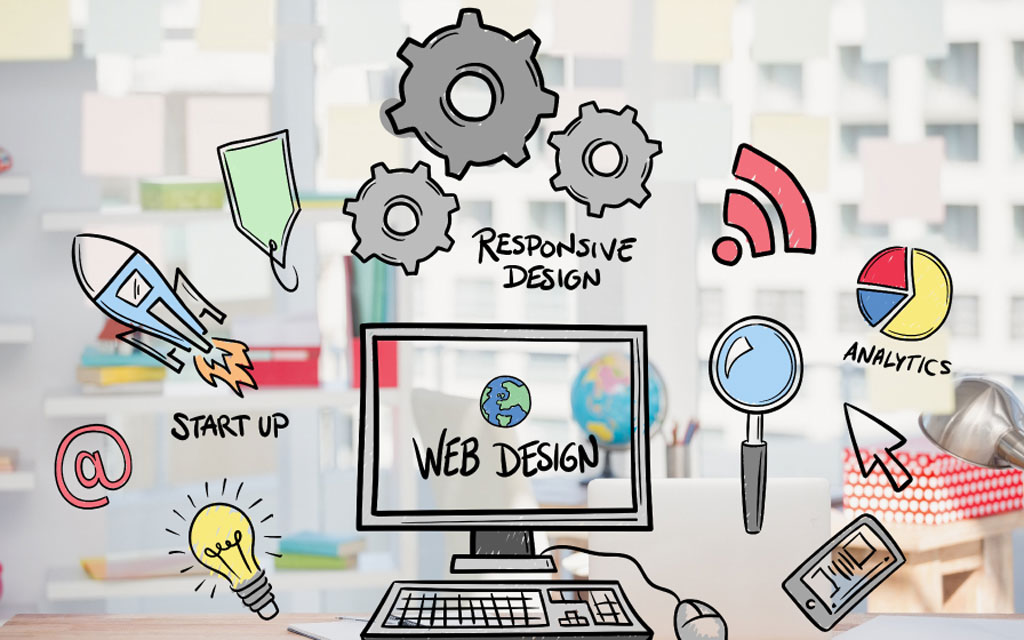 RESPONSIVE
DESIGN
ANALYTICS
START UP
@
WEB DESIGN